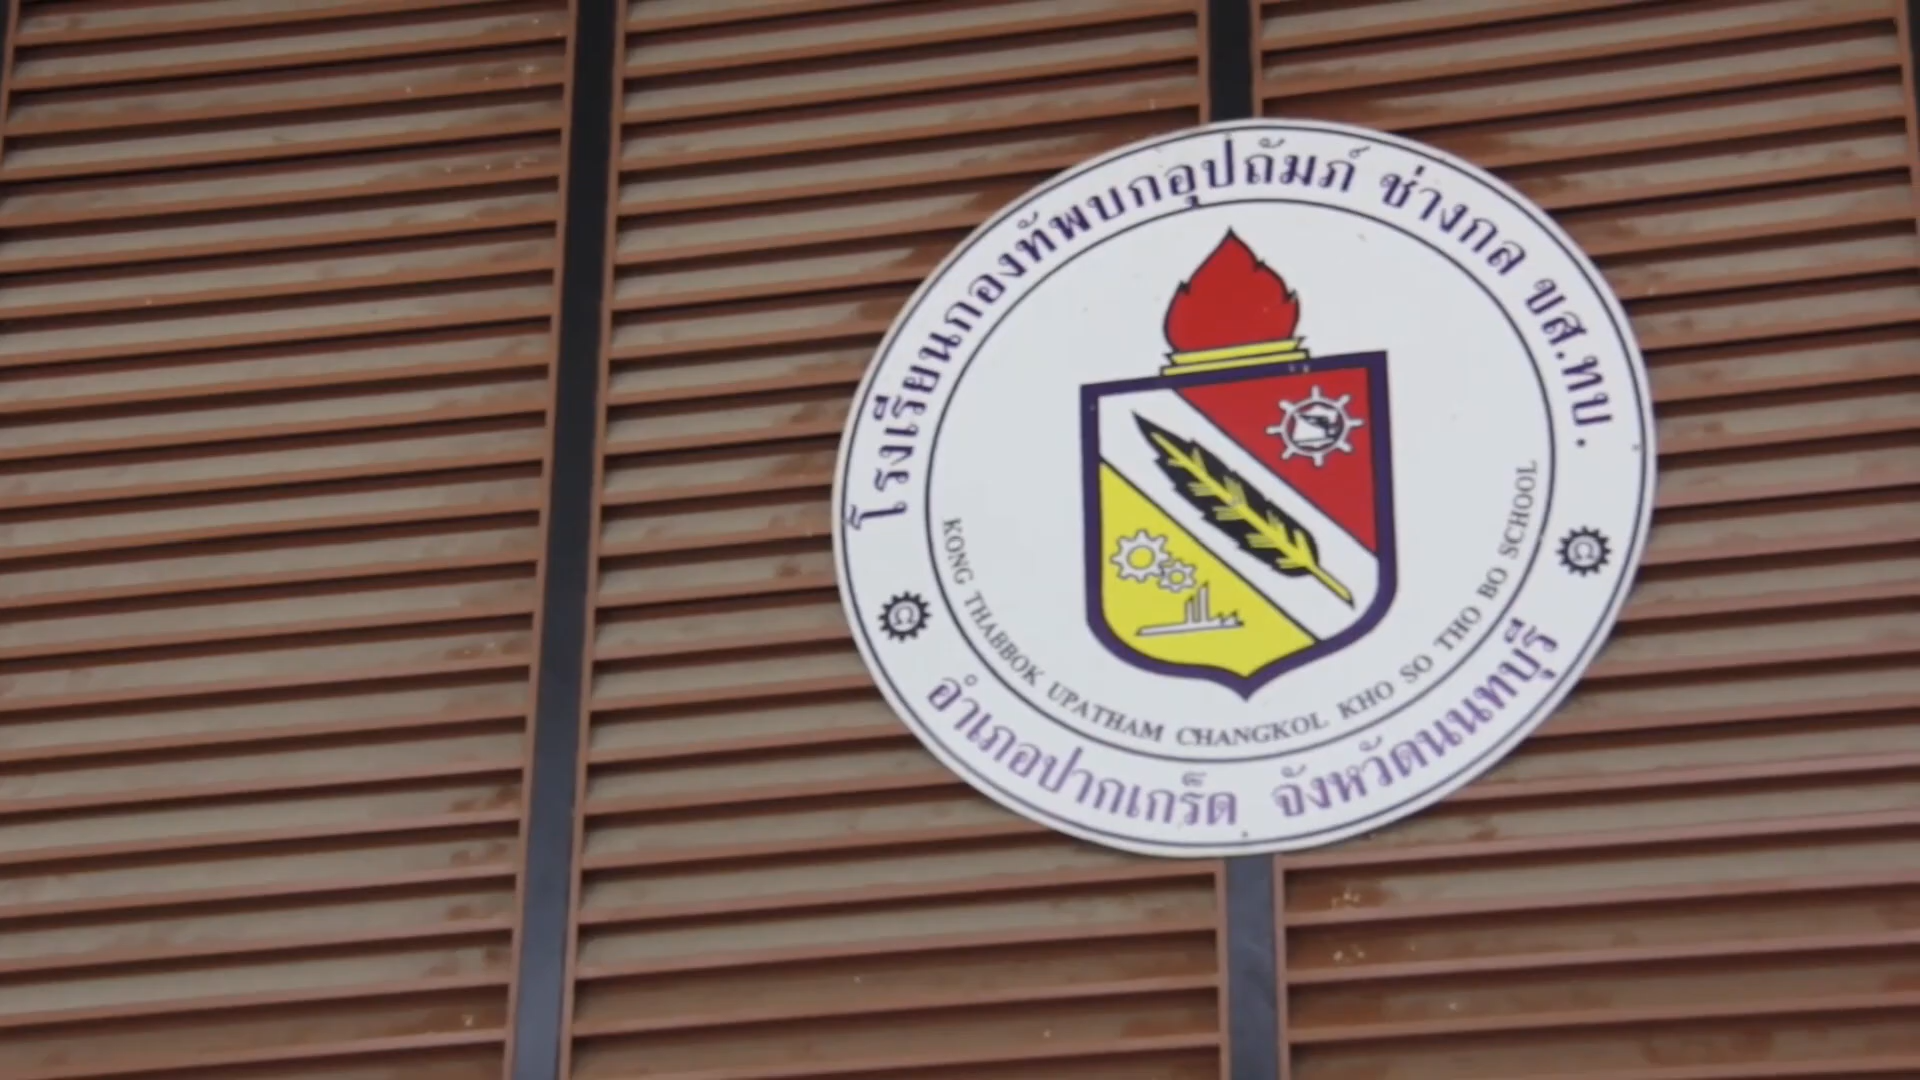 โรงเรียนกองทัพบกอุปถัมภ์ ช่างกล ขส.ทบ.
KONG THABBOK UPATHAM CHANGKOL KHO SO THO BO SCHOOL
อำเภอปากเกร็ด จังหวัดนนทบุรี